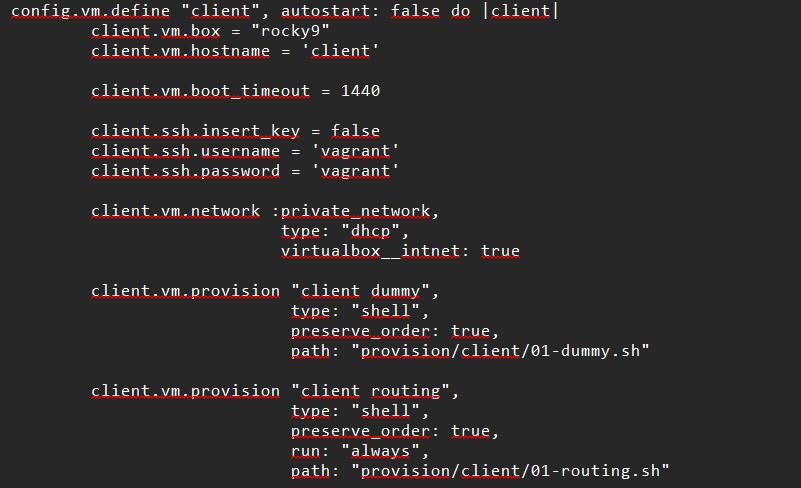 config.vm.define "client", autostart: false do |client|
client.vm.box = "rocky9"
client.vm.hostname = 'client'
client.vm.boot_timeout = 1440
client.ssh.insert_key = false
client.ssh.username = 'vagrant'
client.ssh.password = 'vagrant'
client.vm.network :private_network,
type: "dhcp",
virtualbox__intnet: true
client.vm.provision "client dummy",
type: "shell",
preserve_order: true,
path: "provision/client/01-dummy.sh"
client.vm.provision "client routing",
type: "shell",
preserve_order: true,
run: "always",
path: "provision/client/01-routing.sh"